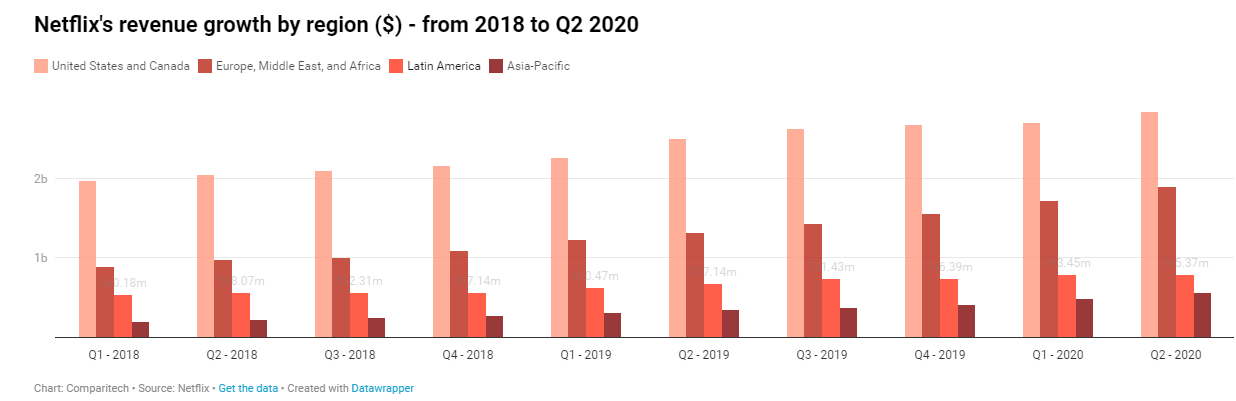 Netflix's revenue growth by region ($) - from 2018 to Q2 2020
United States and Canada Europe, Middle East, and Africa Latin America Asia-Pacific
2b
1b
Q1 - 2018 Q2 - 2018 Q3 - 2018 Q4 - 2018 Q1 - 2019 Q2 - 2019 Q3 - 2019 Q4 - 2019 Q1 - 2020 Q2 - 2020
Chart: Comparitech • Source: Netflix • Get the data • Created with Datawrapper